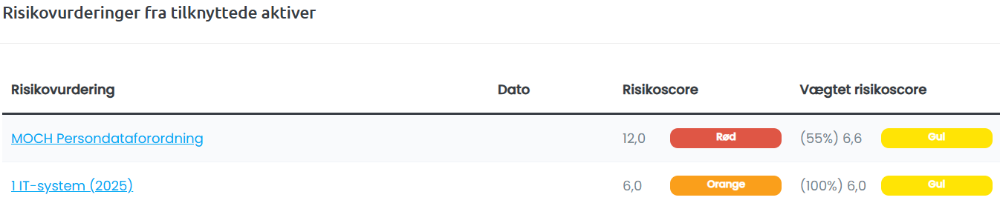 Risikovurderinger fra tilknyttede aktiver
Risikovurdering Dato Risikoscore Vægtet risikoscore
MOCH Persondataforordning 12,0 Rød (55%) 6,6 Gul
1 IT-system (2025) 6,0 Orange (100%) 6,0 Gul